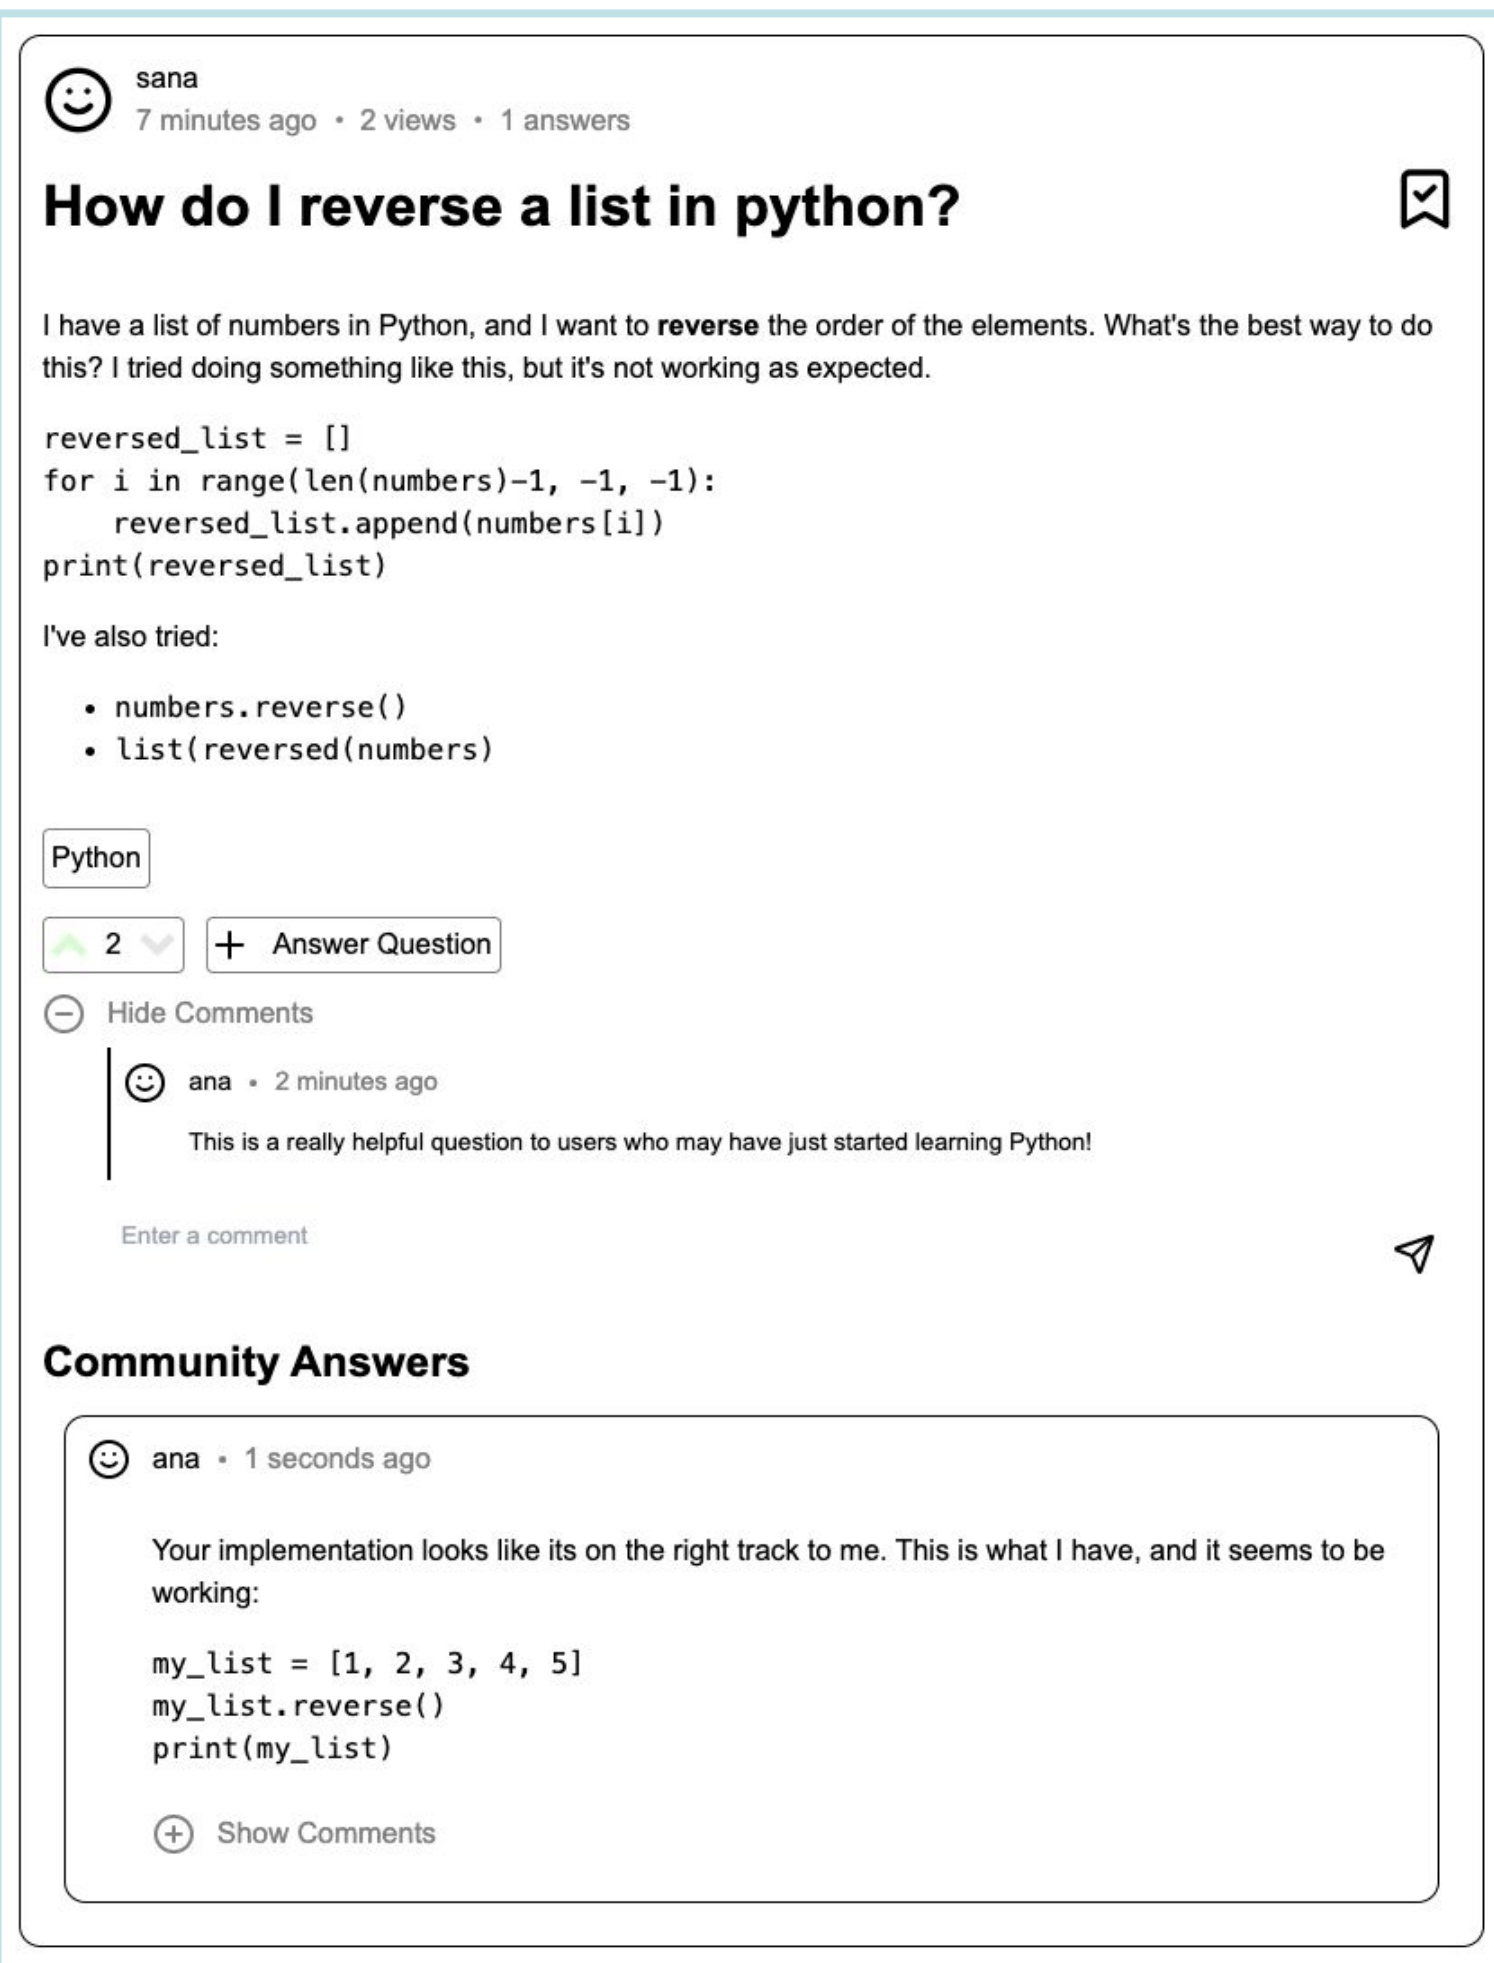 sana
7 minutes ago • 2 views • 1 answers
How do I reverse a list in python?
I have a list of numbers in Python, and I want to reverse the order of the elements. What's the best way to do
this? I tried doing something like this, but it's not working as expected.
reversed_list = []
for i in range(len(numbers)-1, -1, -1):
    reversed_list.append(numbers[i])
print(reversed_list)
I've also tried:
• numbers.reverse()
• list(reversed(numbers)
Python
2
+ Answer Question
Hide Comments
ana • 2 minutes ago
This is a really helpful question to users who may have just started learning Python!
Enter a comment
Community Answers
ana • 1 seconds ago
Your implementation looks like its on the right track to me. This is what I have, and it seems to be
working:
my_list = [1, 2, 3, 4, 5]
my_list.reverse()
print(my_list)
Show Comments